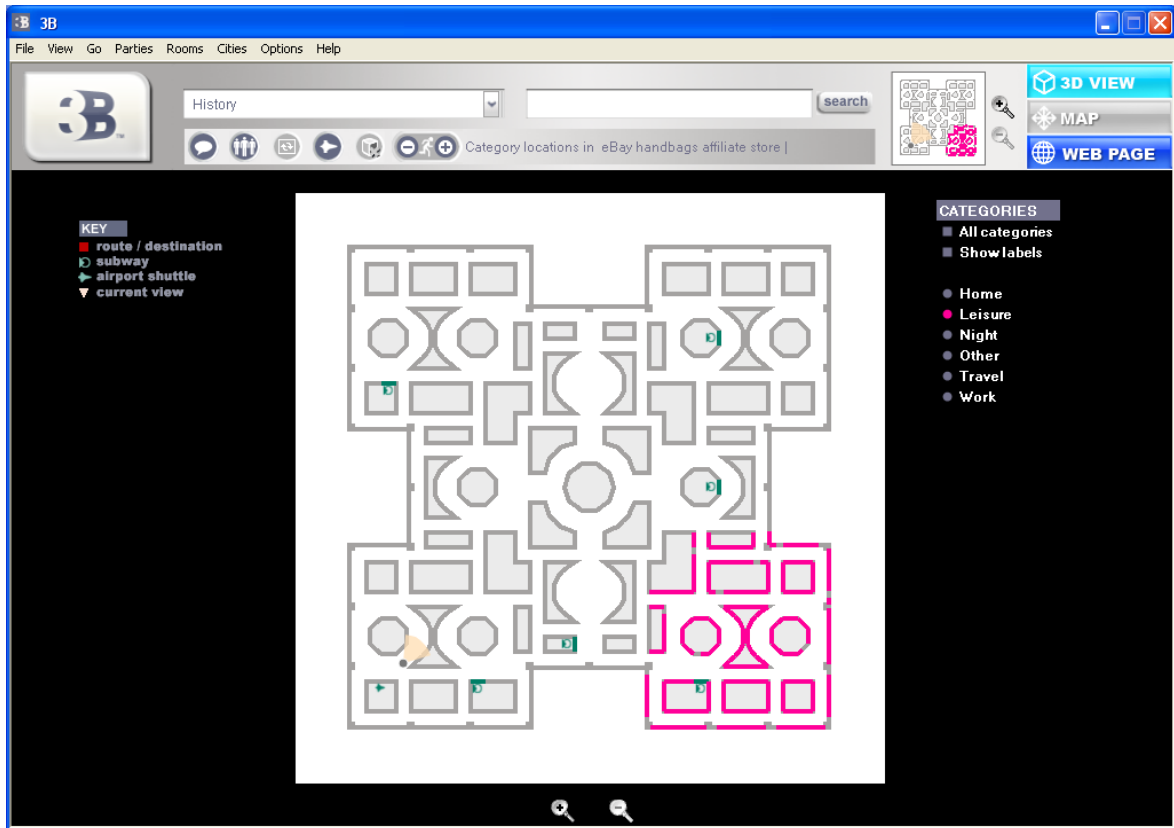 3B 3B
File View Go Parties Rooms Cities Options Help
3B
History
search
Category locations in eBay handbags affiliate store |
3D VIEW
MAP
WEB PAGE
KEY
route / destination
subway
airport shuttle
current view
CATEGORIES
All categories
Show labels
Home
Leisure
Night
Other
Travel
Work